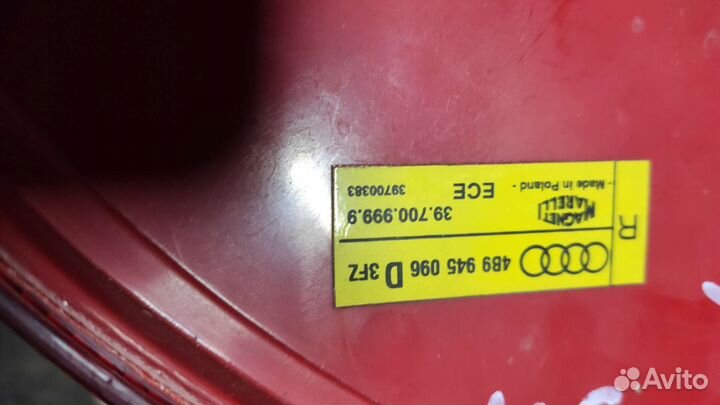 R
4B9 945 096 D 3FZ
MAGNETI
MARELLI
39.700.999.9
ECE
- Made in Poland -
39700383
Avito